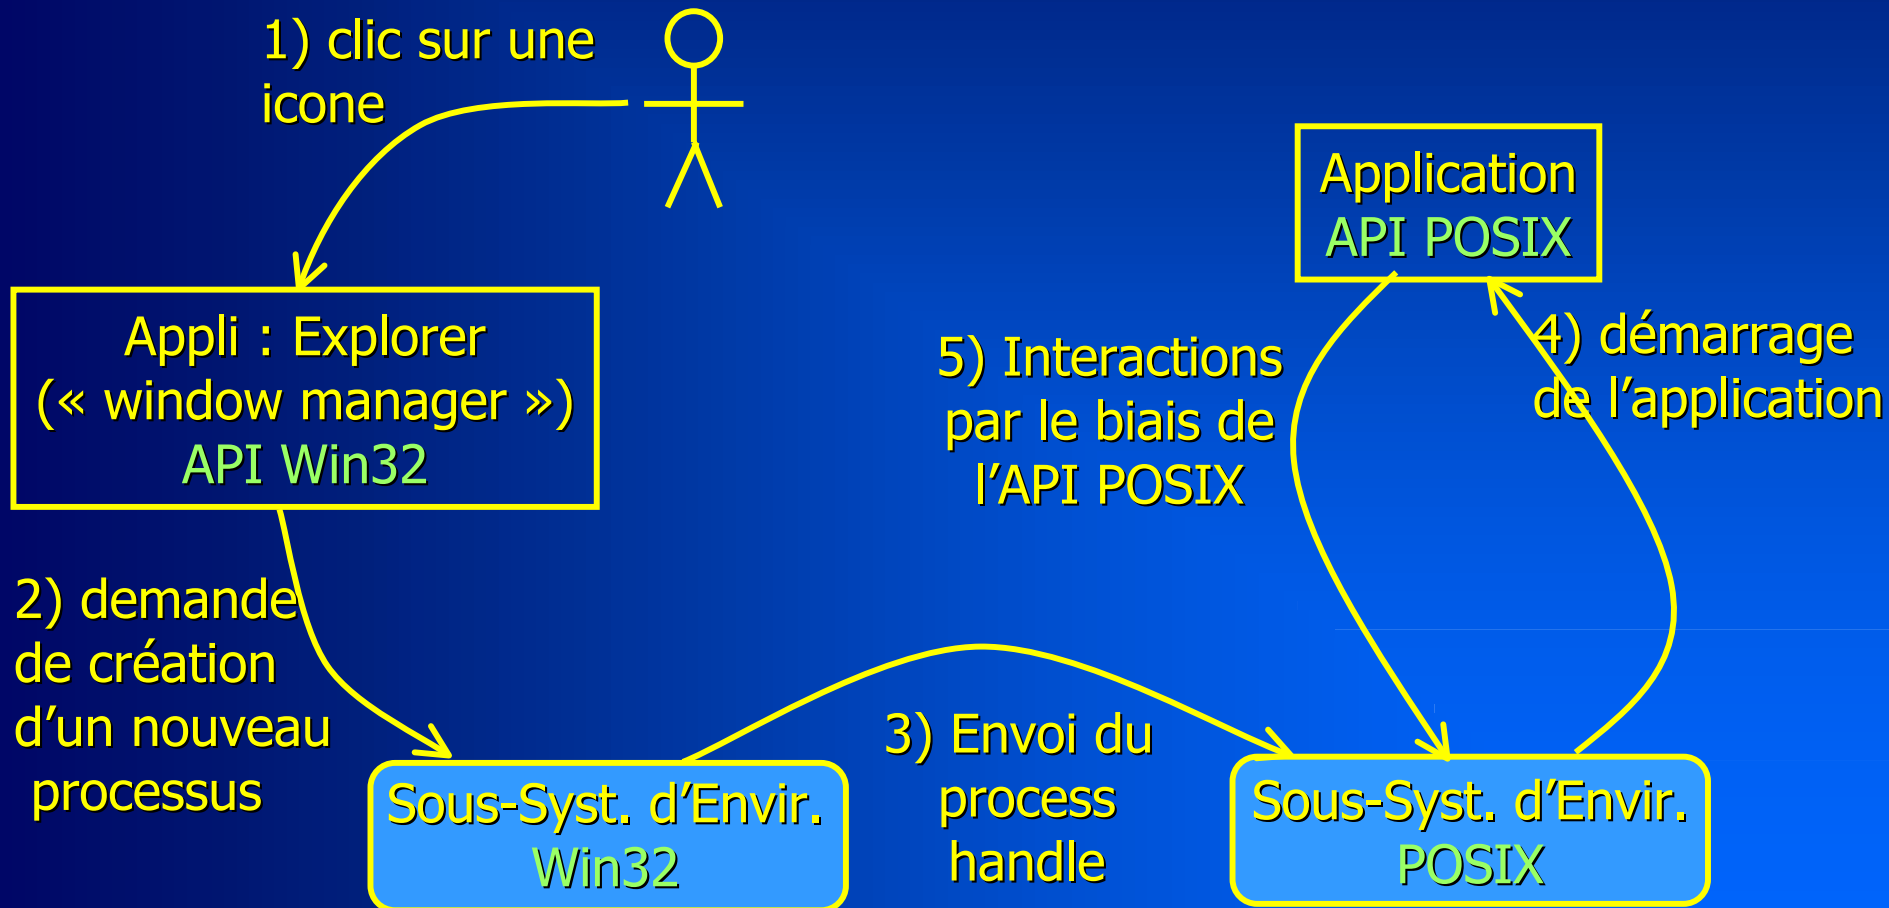 1) clic sur une
icone
Appli : Explorer
(« window manager »)
API Win32
2) demande
de création
d’un nouveau
processus
Sous-Syst. d’Envir.
Win32
3) Envoi du
process
handle
Sous-Syst. d’Envir.
POSIX
4) démarrage
de l’application
Application
API POSIX
5) Interactions
par le biais de
l’API POSIX